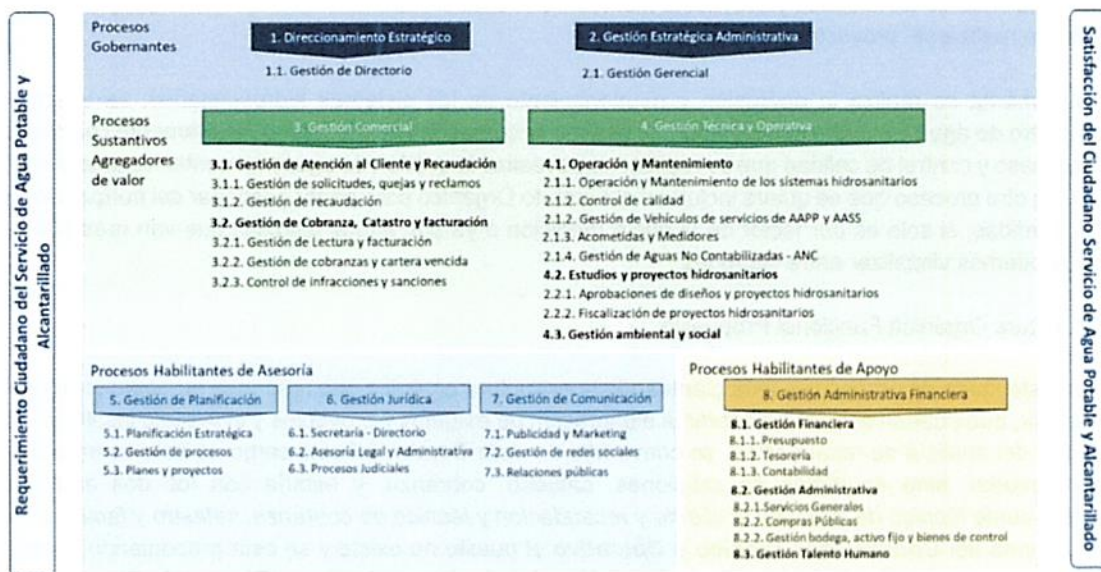 Requerimiento Ciudadano del Servicio de Agua Potable y
Alcantarillado
Procesos
Gobernantes
1. Direccionamiento Estratégico
1.1. Gestión de Directorio
2. Gestión Estratégica Administrativa
2.1. Gestión Gerencial
Procesos
Sustantivos
Agregadores
de valor
3. Gestión Comercial
3.1. Gestión de Atención al Cliente y Recaudación
3.1.1. Gestión de solicitudes, quejas y reclamos
3.1.2. Gestión de recaudación
3.2. Gestión de Cobranza, Catastro y facturación
3.2.1. Gestión de Lectura y facturación
3.2.2. Gestión de cobranzas y cartera vencida
3.2.3. Control de infracciones y sanciones
4. Gestión Técnica y Operativa
4.1. Operación y Mantenimiento
2.1.1. Operación y Mantenimiento de los sistemas hidrosanitarios
2.1.2. Control de calidad
2.1.2. Gestión de Vehículos de servicios de AAPP y AASS
2.1.3. Acometidas y Medidores
2.1.4. Gestión de Aguas No Contabilizadas - ANC
4.2. Estudios y proyectos hidrosanitarios
2.2.1. Aprobaciones de diseños y proyectos hidrosanitarios
2.2.2. Fiscalización de proyectos hidrosanitarios
4.3. Gestión ambiental y social
Procesos Habilitantes de Asesoría
5. Gestión de Planificación
5.1. Planificación Estratégica
5.2. Gestión de procesos
5.3. Planes y proyectos
6. Gestión Jurídica
6.1. Secretaria - Directorio
6.2. Asesoría Legal y Administrativa
6.3. Procesos Judiciales
7. Gestión de Comunicación
7.1. Publicidad y Marketing
7.2. Gestión de redes sociales
7.3. Relaciones públicas
Procesos Habilitantes de Apoyo
8. Gestión Administrativa Financiera
8.1. Gestión Financiera
8.1.1. Presupuesto
8.1.2. Tesorería
8.1.3. Contabilidad
8.2. Gestión Administrativa
8.2.1.Servicios Generales
8.2.2. Compras Públicas
8.2.2. Gestión bodega, activo fijo y bienes de control
8.3. Gestión Talento Humano
Satisfacción del Ciudadano Servicio de Agua Potable y Alcantarillado